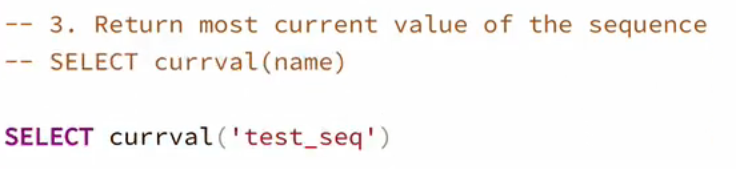 -- 3. Return most current value of the sequence
-- SELECT currval(name)
SELECT currval('test_seq')